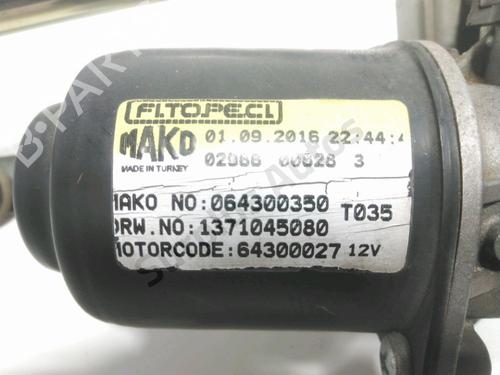 MAKO 01.09.2016 22:44:4
02066 00828 3
MADE IN TURKEY
MAKO NO:064300350 T035
DRW.NO:1371045080
MOTORCODE:64300027 12V